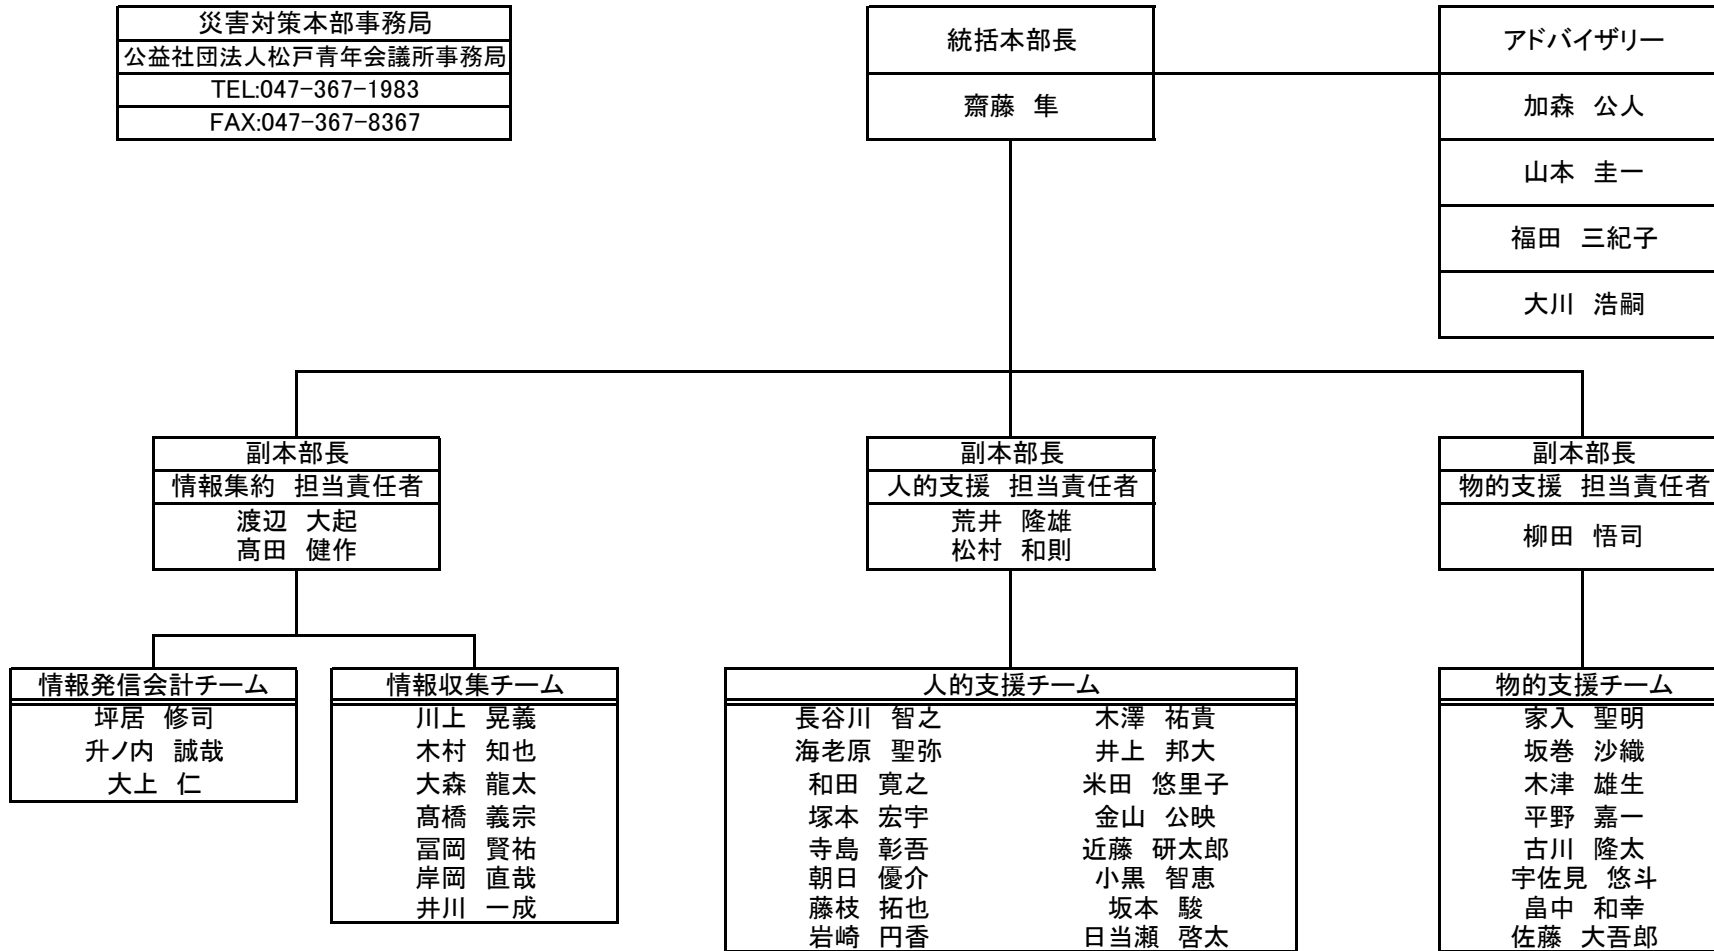 災害対策本部事務局
公益社団法人松戸青年会議所事務局
TEL:047-367-1983
FAX:047-367-8367
統括本部長
齋藤 隼
アドバイザリー
加森 公人
山本 圭一
福田 三紀子
大川 浩嗣
副本部長
情報集約 担当責任者
渡辺 大起
髙田 健作
副本部長
人的支援 担当責任者
荒井 隆雄
松村 和則
副本部長
物的支援 担当責任者
柳田 悟司
情報発信会計チーム
坪居 修司
升ノ内 誠哉
大上 仁
情報収集チーム
川上 晃義
木村 知也
大森 龍太
髙橋 義宗
冨岡 賢祐
岸岡 直哉
井川 一成
人的支援チーム
長谷川 智之 木澤 祐貴
海老原 聖弥 井上 邦大
和田 寛之 米田 悠里子
塚本 宏宇 金山 公映
寺島 彰吾 近藤 研太郎
朝日 優介 小黒 智恵
藤枝 拓也 坂本 駿
岩崎 円香 日当瀬 啓太
物的支援チーム
家入 聖明
坂巻 沙織
木津 雄生
平野 嘉一
古川 隆太
宇佐見 悠斗
畠中 和幸
佐藤 大吾郎